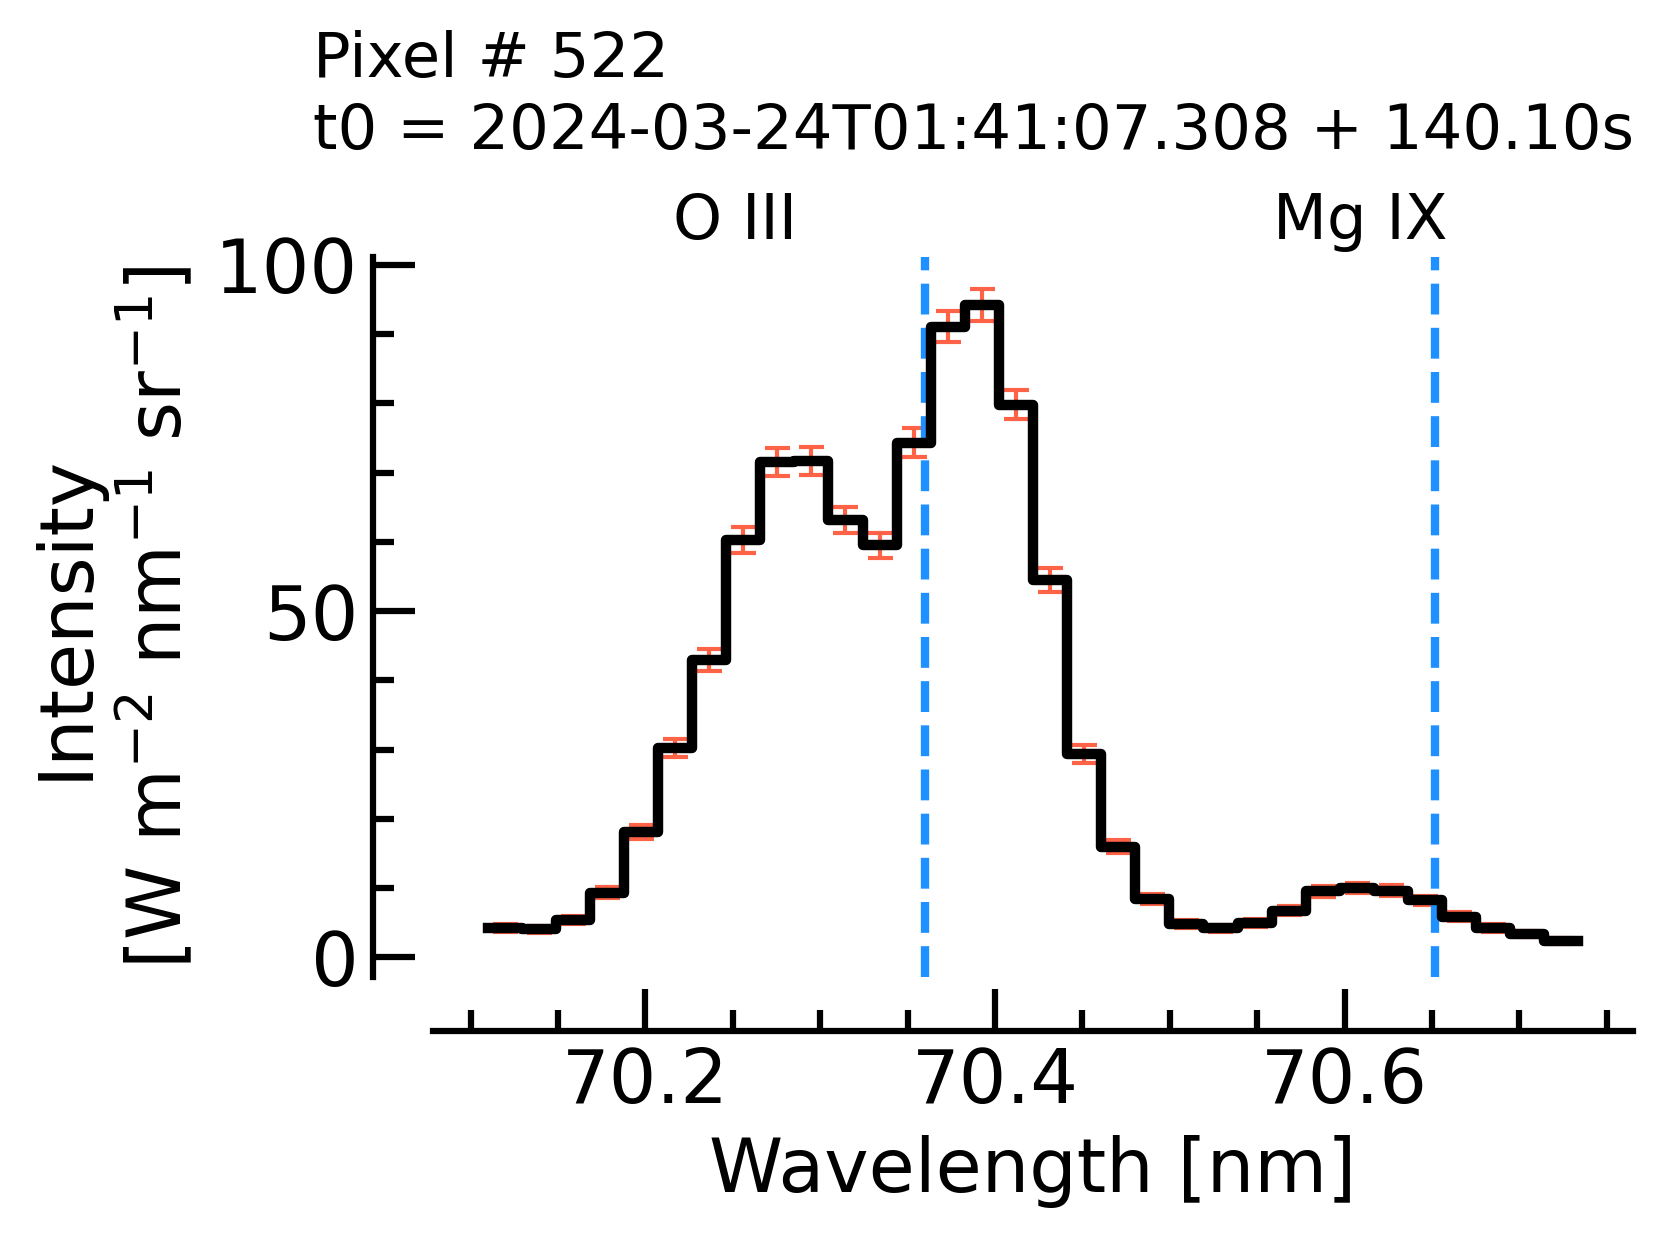 Pixel # 522
t0 = 2024-03-24T01:41:07.308 + 140.10s
O III Mg IX
100
50
0
Intensity
[W m⁻² nm⁻¹ sr⁻¹]
70.2 70.4 70.6
Wavelength [nm]